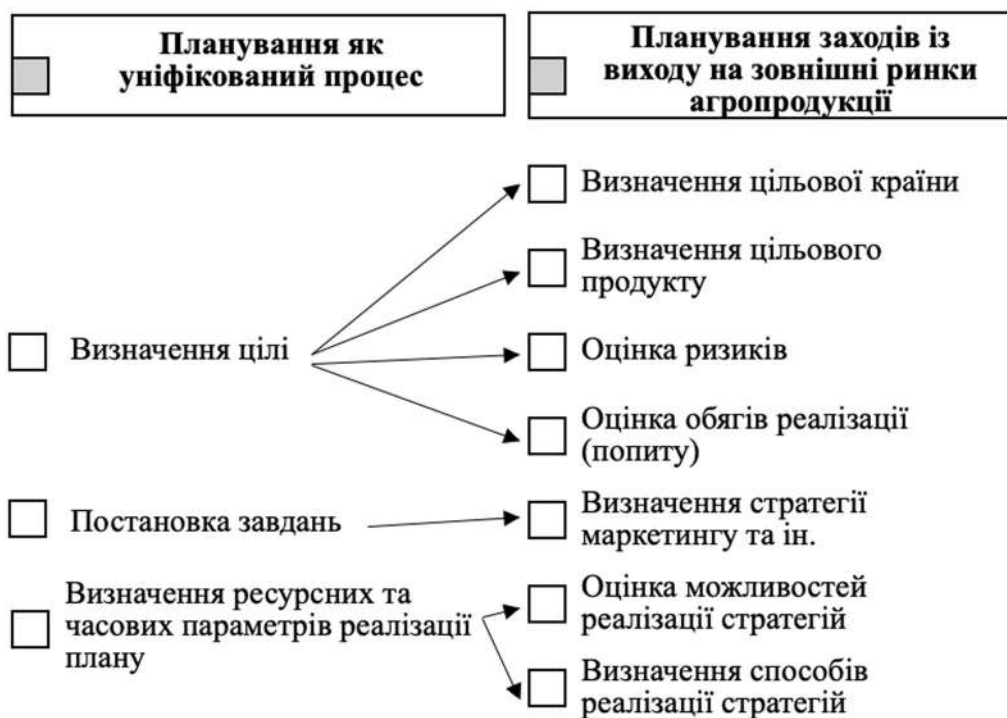 Планування як
уніфікований процес
Планування заходів із
виходу на зовнішні ринки
агропродукції
Визначення цілі
Постановка завдань
Визначення ресурсних та
часових параметрів реалізації
плану
Визначення цільової країни
Визначення цільового
продукту
Оцінка ризиків
Оцінка обягів реалізації
(попиту)
Визначення стратегії
маркетингу та ін.
Оцінка можливостей
реалізації стратегій
Визначення способів
реалізації стратегій